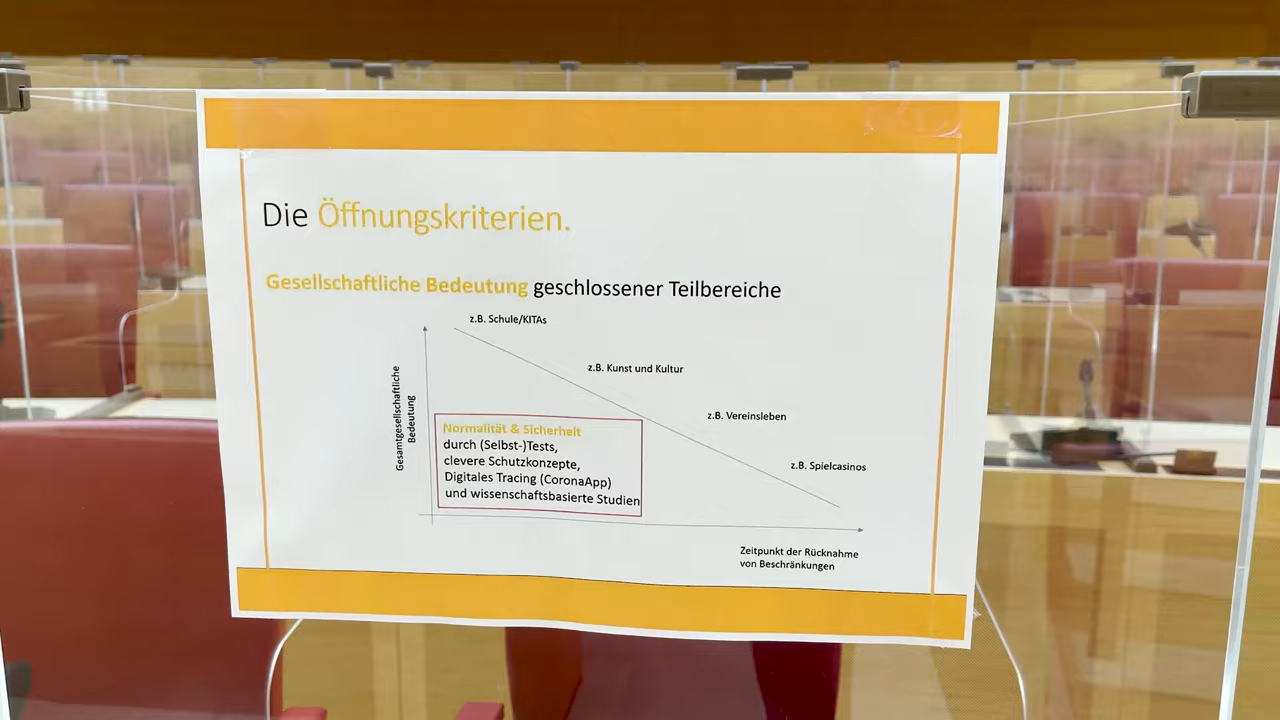 Die Öffnungskriterien.
Gesellschaftliche Bedeutung geschlossener Teilbereiche
z.B. Schule/KITAs
z.B. Kunst und Kultur
z.B. Vereinsleben
z.B. Spielcasinos
Gesamtgesellschaftliche
Bedeutung
Normalität & Sicherheit
durch (Selbst-)Tests,
clevere Schutzkonzepte,
Digitales Tracing (CoronaApp)
und wissenschaftsbasierte Studien
Zeitpunkt der Rücknahme
von Beschränkungen